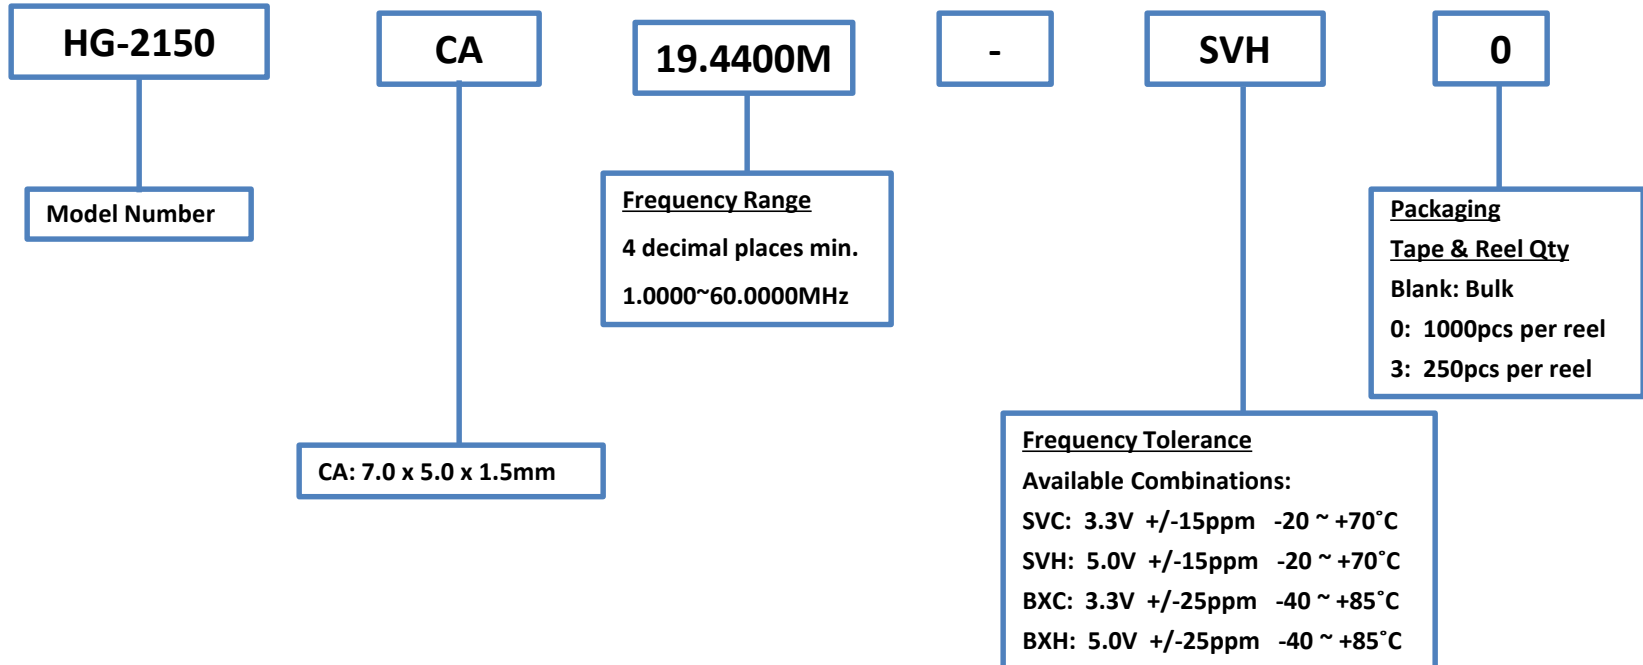 HG-2150
CA
19.4400M
-
SVH
0
Model Number
Frequency Range
4 decimal places min.
1.0000~60.0000MHz
Packaging
Tape & Reel Qty
Blank: Bulk
0:  1000pcs per reel
3:  250pcs per reel
CA: 7.0 x 5.0 x 1.5mm
Frequency Tolerance
Available Combinations:
SVC:  3.3V  +/-15ppm   -20 ~ +70˚C
SVH:  5.0V  +/-15ppm   -20 ~ +70˚C
BXC:  3.3V  +/-25ppm   -40 ~ +85˚C
BXH:  5.0V  +/-25ppm   -40 ~ +85˚C